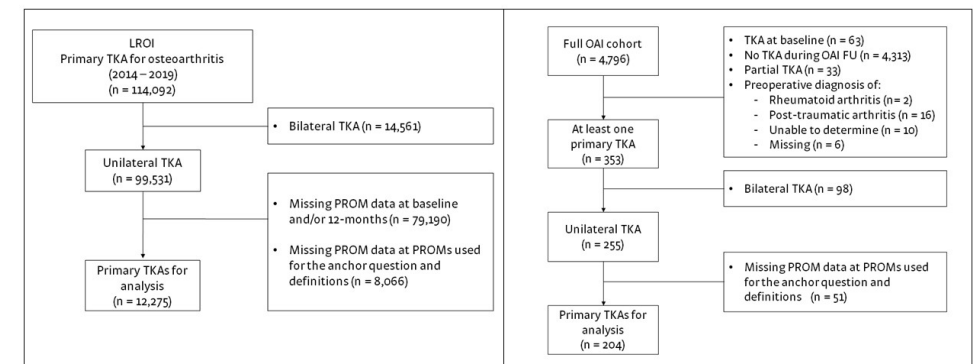 LROI
Primary TKA for osteoarthritis
(2014 – 2019)
(n = 114,092)
• Bilateral TKA (n = 14,561)
Unilateral TKA
(n = 99,531)
• Missing PROM data at baseline
and/or 12-months (n = 79,190)
• Missing PROM data at PROMs used
for the anchor question and
definitions (n = 8,066)
Primary TKAs for
analysis
(n = 12,275)
Full OAI cohort
(n = 4,796)
• TKA at baseline (n = 63)
• No TKA during OAI FU (n = 4,313)
• Partial TKA (n = 33)
• Preoperative diagnosis of:
- Rheumatoid arthritis (n= 2)
- Post-traumatic arthritis (n = 16)
- Unable to determine (n = 10)
- Missing (n = 6)
At least one
primary TKA
(n = 353)
• Bilateral TKA (n = 98)
Unilateral TKA
(n = 255)
• Missing PROM data at PROMs used
for the anchor question and
definitions (n = 51)
Primary TKAs for
analysis
(n = 204)